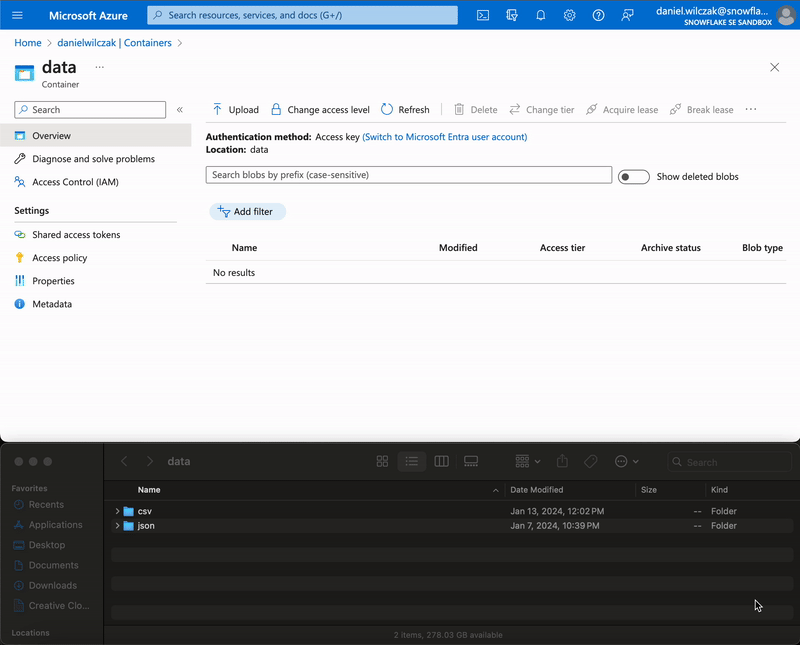 Microsoft Azure
Search resources, services, and docs (G+/)
daniel.wilczak@snowfla...
SNOWFLAKE SE SANDBOX
Home > danielwilczak | Containers >
data ...
Container
Search
«
Upload Change access level Refresh Delete Change tier Acquire lease Break lease ...
Overview
Diagnose and solve problems
Access Control (IAM)
Settings
Shared access tokens
Access policy
Properties
Metadata
Authentication method: Access key (Switch to Microsoft Entra user account)
Location: data
Search blobs by prefix (case-sensitive)
Show deleted blobs
Add filter
Name Modified Access tier Archive status Blob type
No results
data
Search
Favorites
Recents
Applications
Desktop
Documents
Downloads
Creative Clo...
Locations
Name Date Modified Size Kind
csv Jan 13, 2024, 12:02 PM -- Folder
json Jan 7, 2024, 10:39 PM -- Folder
2 items, 278.03 GB available